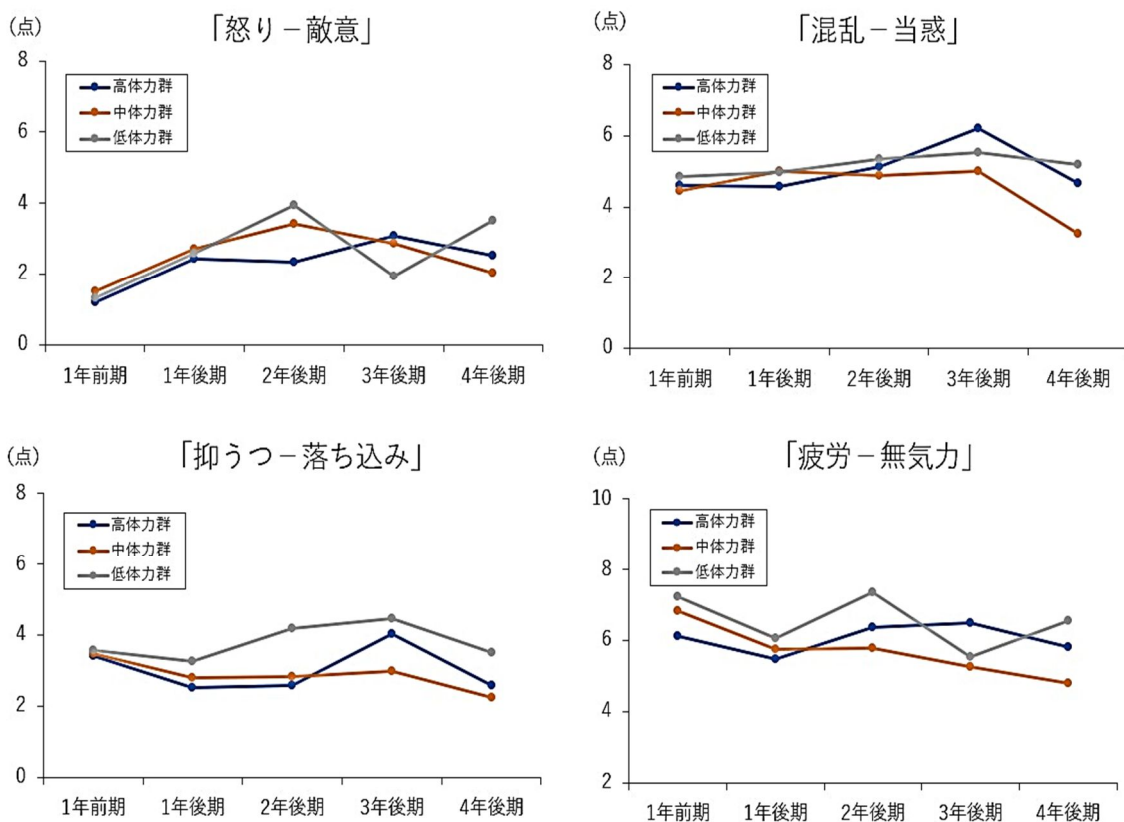 (点)
「怒り－敵意」
8
6
4
2
0
高体力群
中体力群
低体力群
1年前期 1年後期 2年後期 3年後期 4年後期
(点)
「混乱－当惑」
8
6
4
2
0
高体力群
中体力群
低体力群
1年前期 1年後期 2年後期 3年後期 4年後期
(点)
「抑うつ－落ち込み」
8
6
4
2
0
高体力群
中体力群
低体力群
1年前期 1年後期 2年後期 3年後期 4年後期
(点)
「疲労－無気力」
10
8
6
4
2
高体力群
中体力群
低体力群
1年前期 1年後期 2年後期 3年後期 4年後期